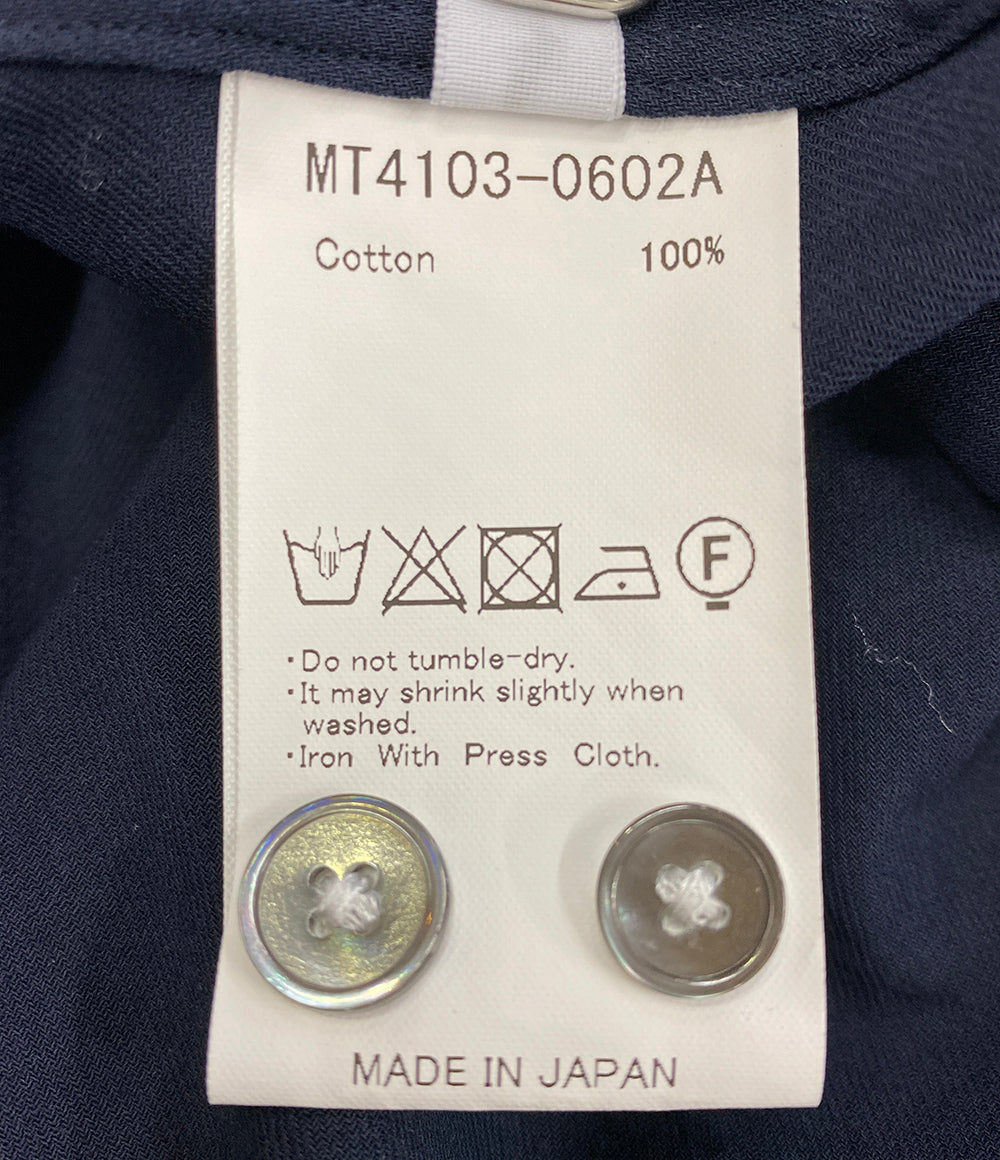 MT4103-0602A
Cotton 100%
F
・Do not tumble-dry.
・It may shrink slightly when
washed.
・Iron With Press Cloth.
MADE IN JAPAN